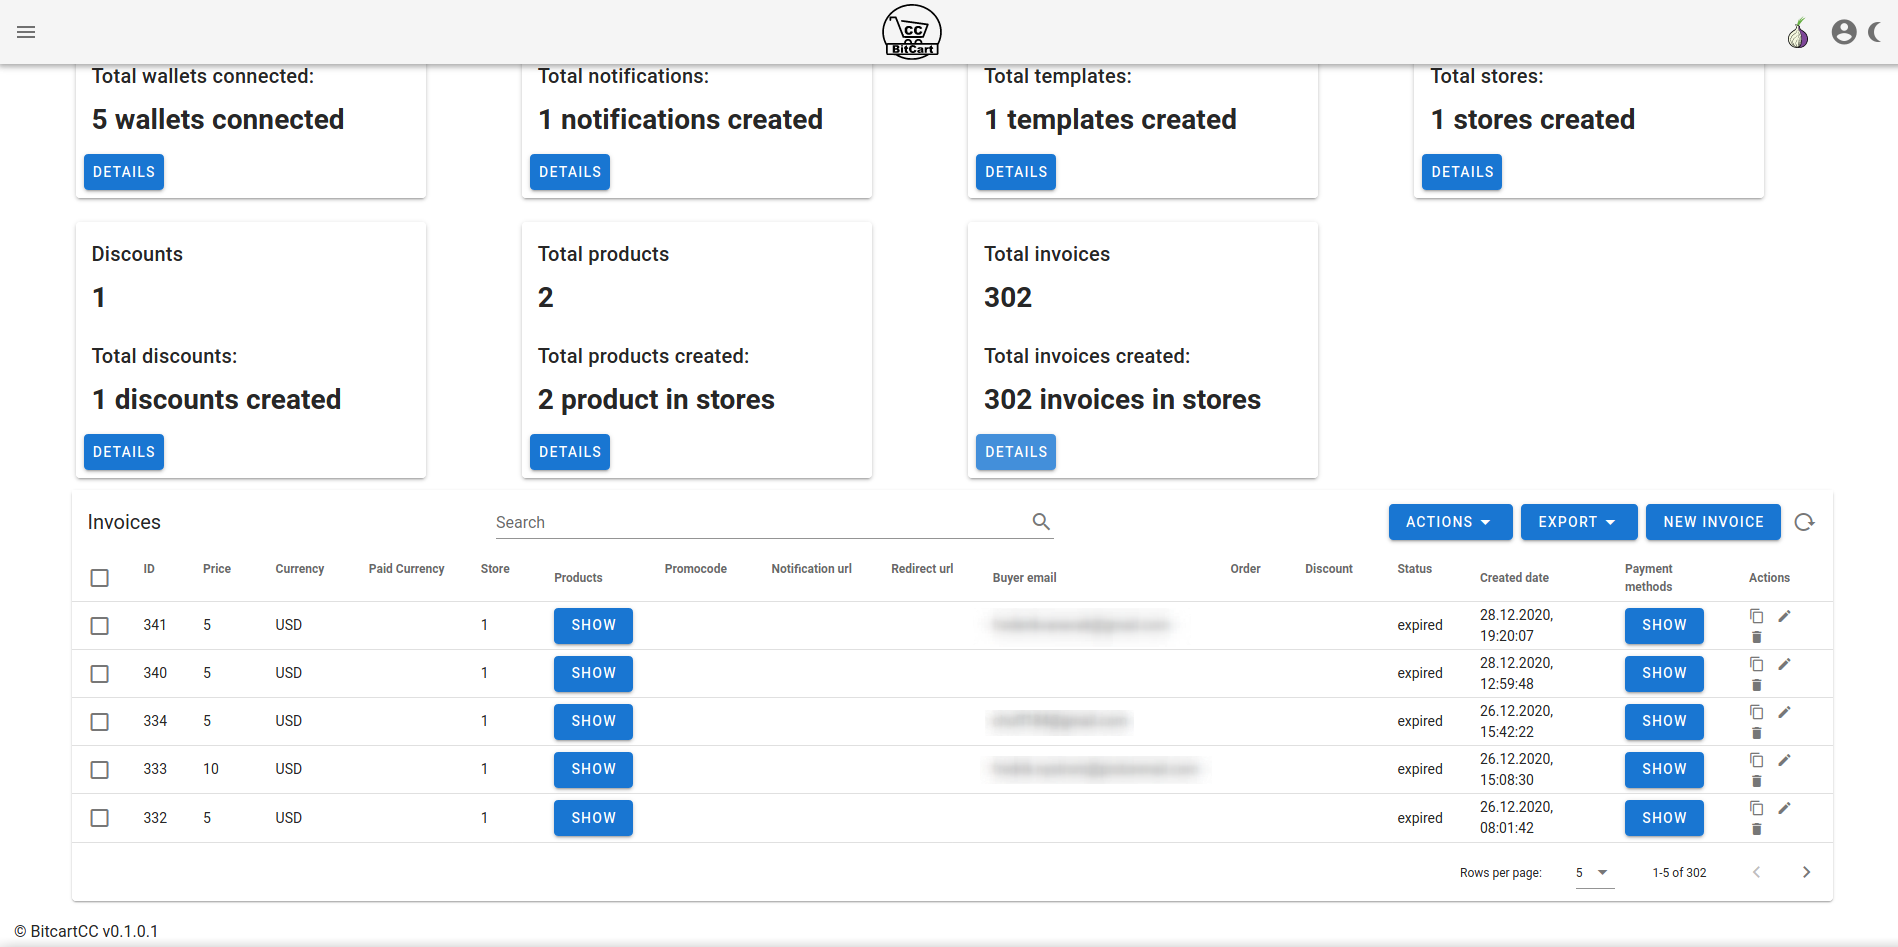 CC
BitCart
Total wallets connected: Total notifications: Total templates: Total stores:
5 wallets connected 1 notifications created 1 templates created 1 stores created
DETAILS DETAILS DETAILS DETAILS
Discounts Total products Total invoices
1 2 302
Total discounts: Total products created: Total invoices created:
1 discounts created 2 product in stores 302 invoices in stores
DETAILS DETAILS DETAILS
Invoices Search ACTIONS EXPORT NEW INVOICE
ID Price Currency Paid Currency Store Products Promocode Notification url Redirect url Buyer email Order Discount Status Created date Payment methods Actions
341 5 USD 1 SHOW expired 28.12.2020, SHOW
19:20:07
340 5 USD 1 SHOW expired 28.12.2020, SHOW
12:59:48
334 5 USD 1 SHOW expired 26.12.2020, SHOW
15:42:22
333 10 USD 1 SHOW expired 26.12.2020, SHOW
15:08:30
332 5 USD 1 SHOW expired 26.12.2020, SHOW
08:01:42
Rows per page: 5 1-5 of 302
© BitcartCC v0.1.0.1